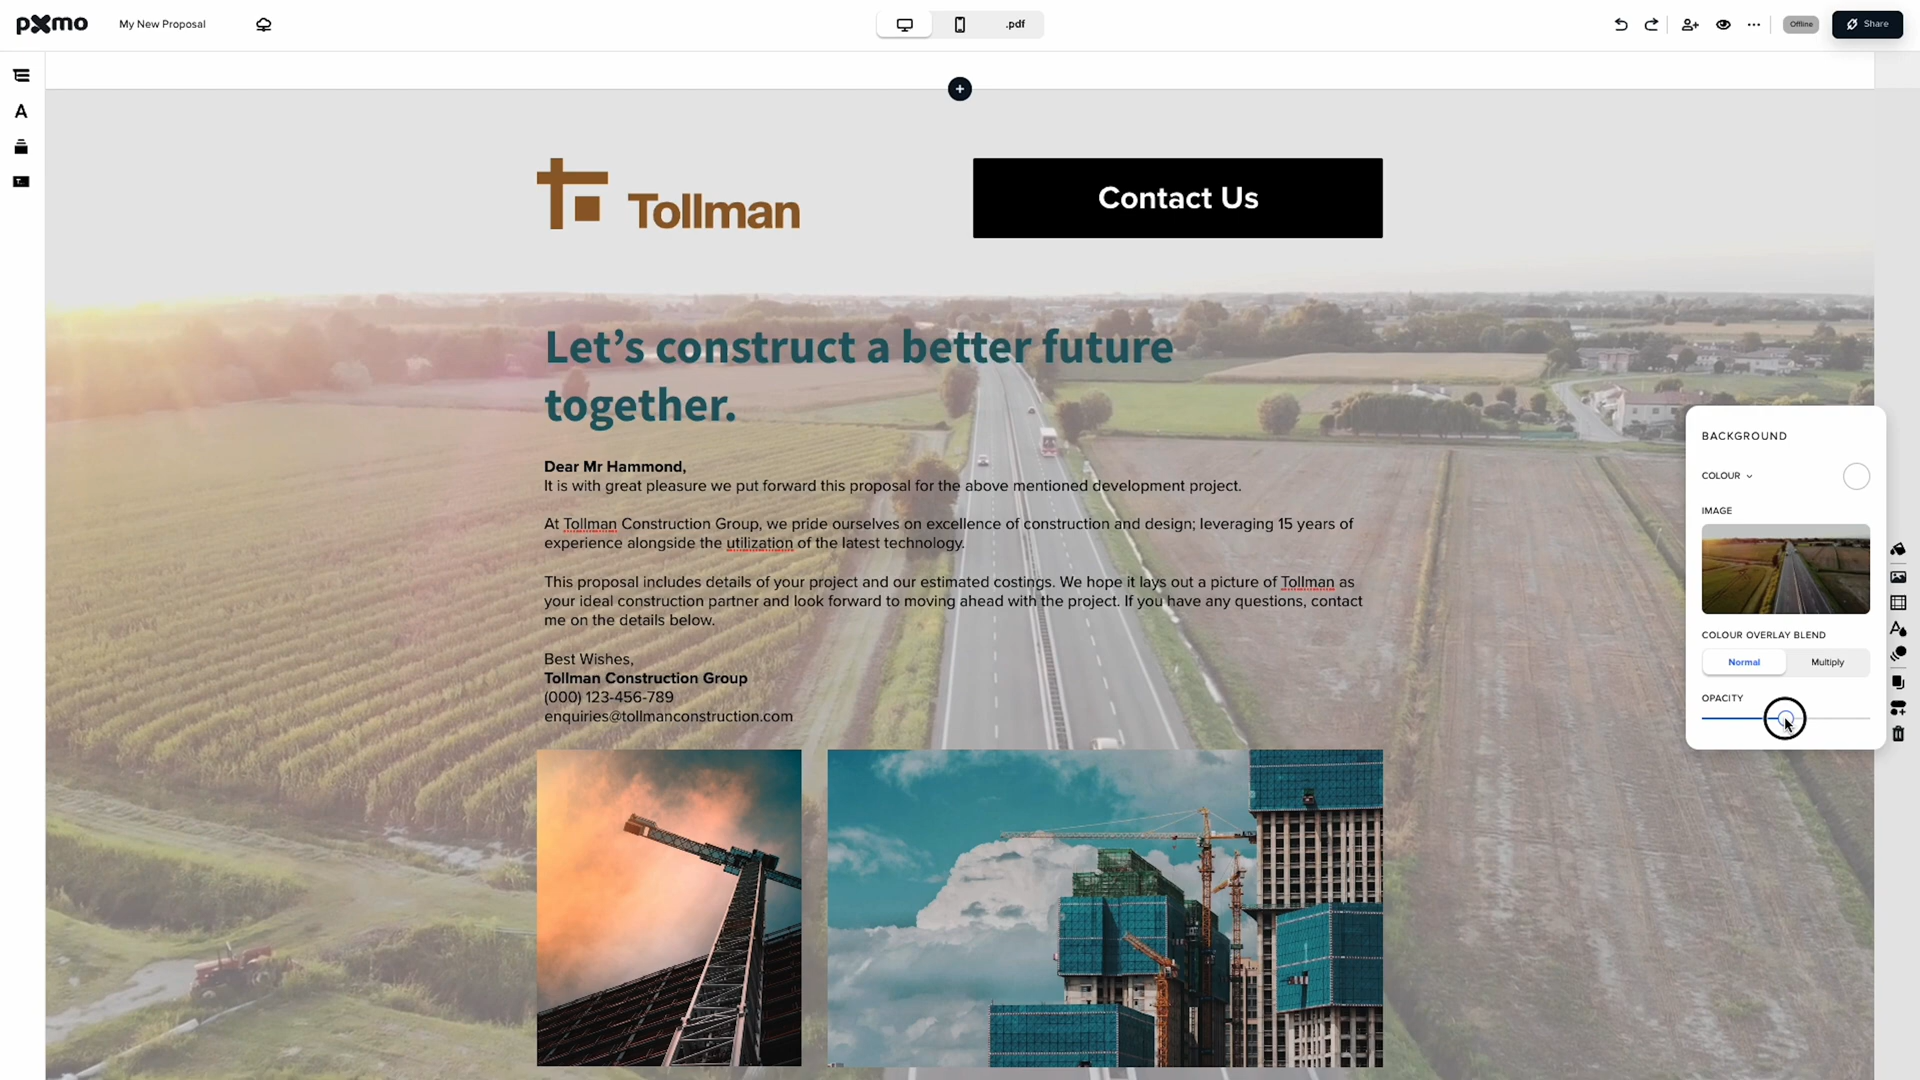 pxmo
My New Proposal
.pdf
Offline
Share
Tollman
Contact Us
Let’s construct a better future
together.
Dear Mr Hammond,
It is with great pleasure we put forward this proposal for the above mentioned development project.
At Tollman Construction Group, we pride ourselves on excellence of construction and design; leveraging 15 years of
experience alongside the utilization of the latest technology.
This proposal includes details of your project and our estimated costings. We hope it lays out a picture of Tollman as
your ideal construction partner and look forward to moving ahead with the project. If you have any questions, contact
me on the details below.
Best Wishes,
Tollman Construction Group
(000) 123-456-789
enquiries@tollmanconstruction.com
BACKGROUND
COLOUR
IMAGE
COLOUR OVERLAY BLEND
Normal
Multiply
OPACITY